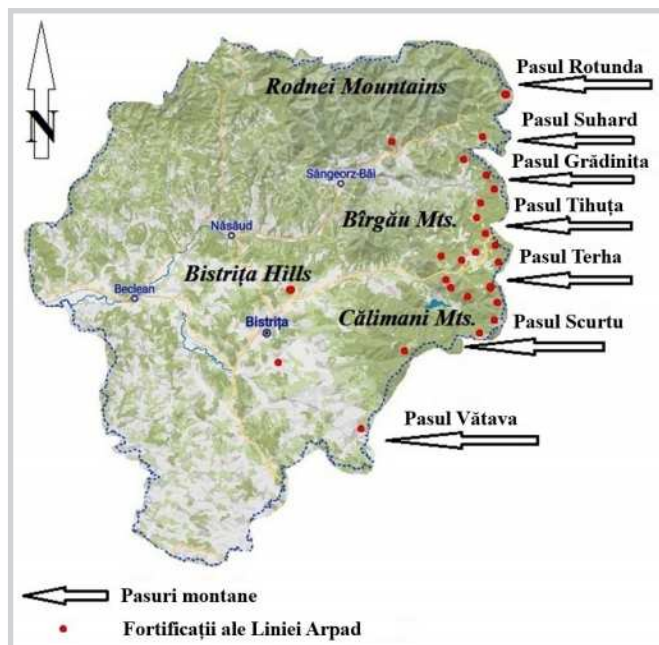 Pasul Rotunda
Rodnei Mountains
N
Pasul Suhard
Sângeorz-Băi
Pasul Grădinița
Pasul Tihuța
Bîrgău Mts.
Năsăud
Pasul Terha
Bistrița Hills
Beclean
Pasul Scurtu
Călimani Mts.
Bistrița
Pasul Vătava
Pasuri montane
Fortificații ale Liniei Arpad